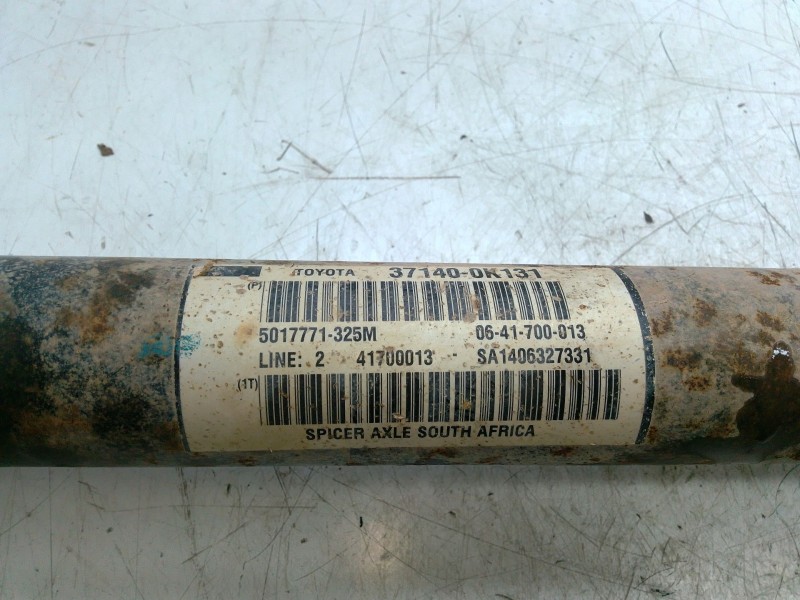 TOYOTA 37140-0K131
(P)
5017771-325M 06-41-700-013
LINE: 2 41700013 SA1406327331
(1T)
SPICER AXLE SOUTH AFRICA